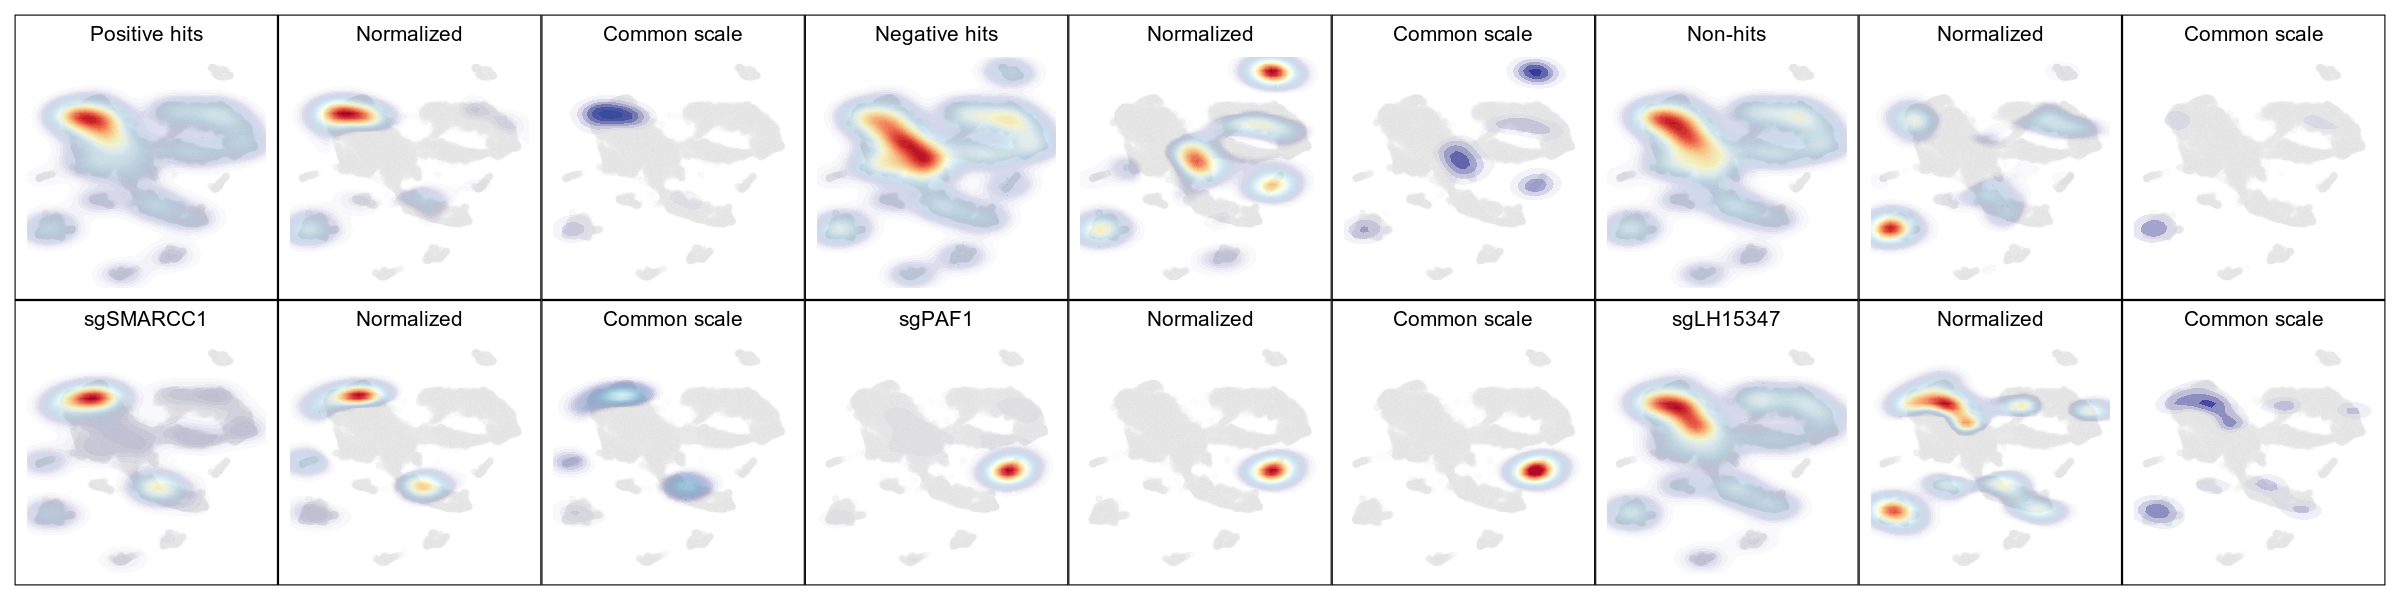 Positive hits
Normalized
Common scale
Negative hits
Normalized
Common scale
Non-hits
Normalized
Common scale
sgSMARCC1
Normalized
Common scale
sgPAF1
Normalized
Common scale
sgLH15347
Normalized
Common scale